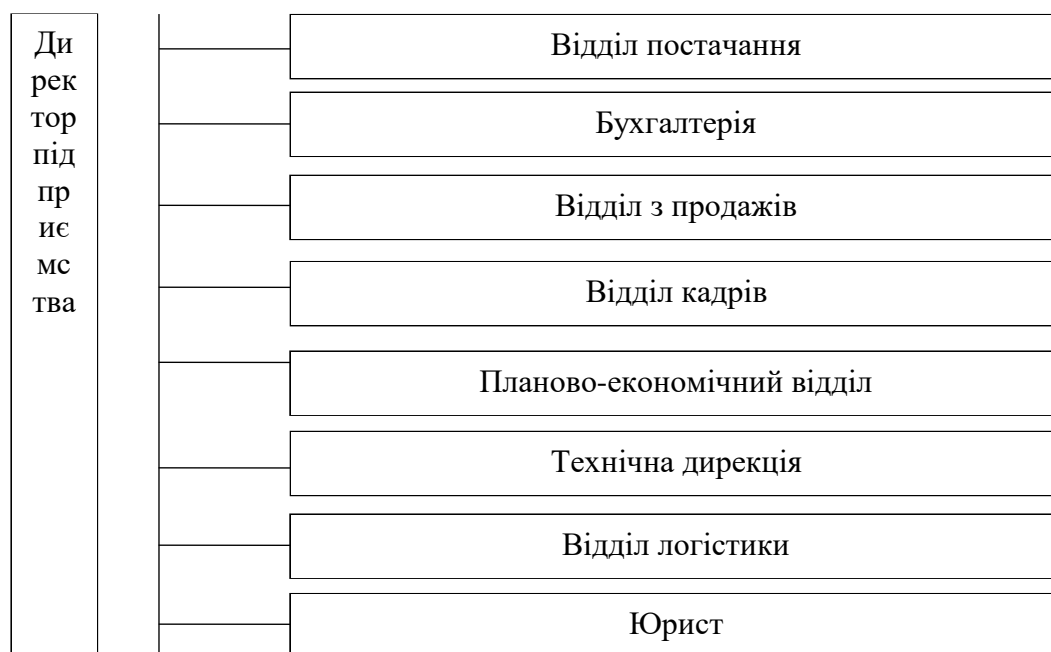 Ди
рек
тор
під
пр
иє
мс
тва
Відділ постачання
Бухгалтерія
Відділ з продажів
Відділ кадрів
Планово-економічний відділ
Технічна дирекція
Відділ логістики
Юрист